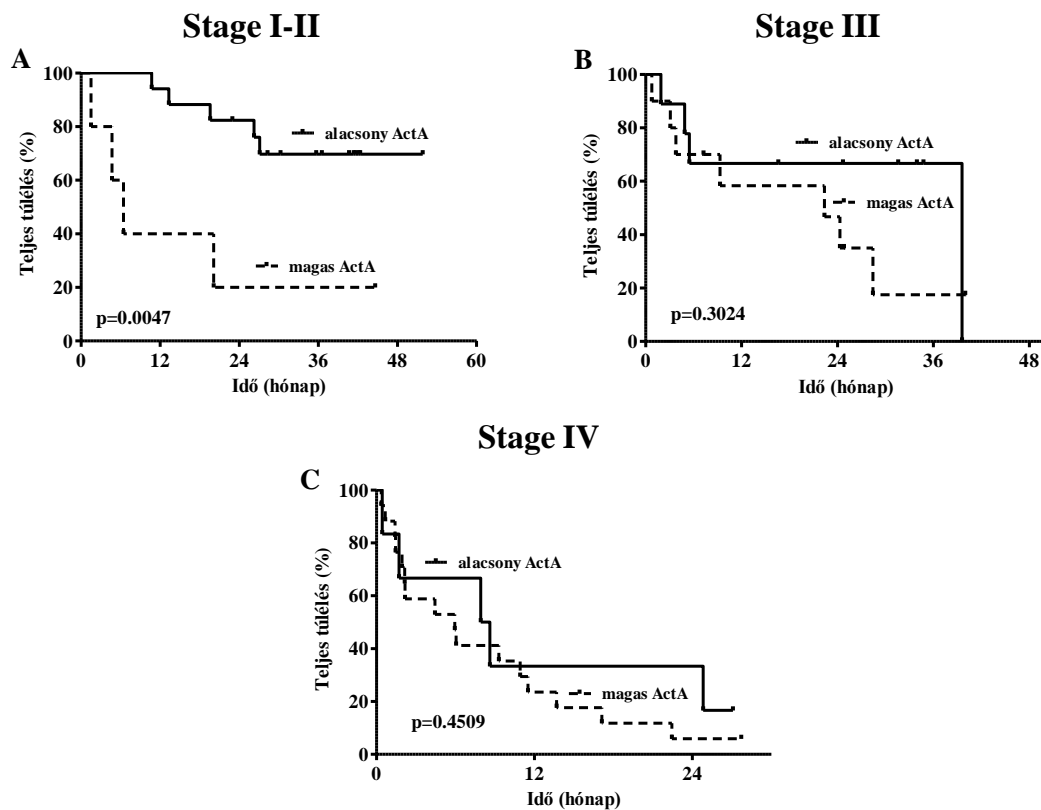 Stage I-II
A
100
80
60
40
20
0
Teljes túlélés (%)
alacsony ActA
magas ActA
p=0.0047
0 12 24 36 48 60
Idő (hónap)
Stage III
B
100
80
60
40
20
0
Teljes túlélés (%)
alacsony ActA
magas ActA
p=0.3024
0 12 24 36 48
Idő (hónap)
Stage IV
C
100
80
60
40
20
0
Teljes túlélés (%)
alacsony ActA
magas ActA
p=0.4509
0 12 24
Idő (hónap)